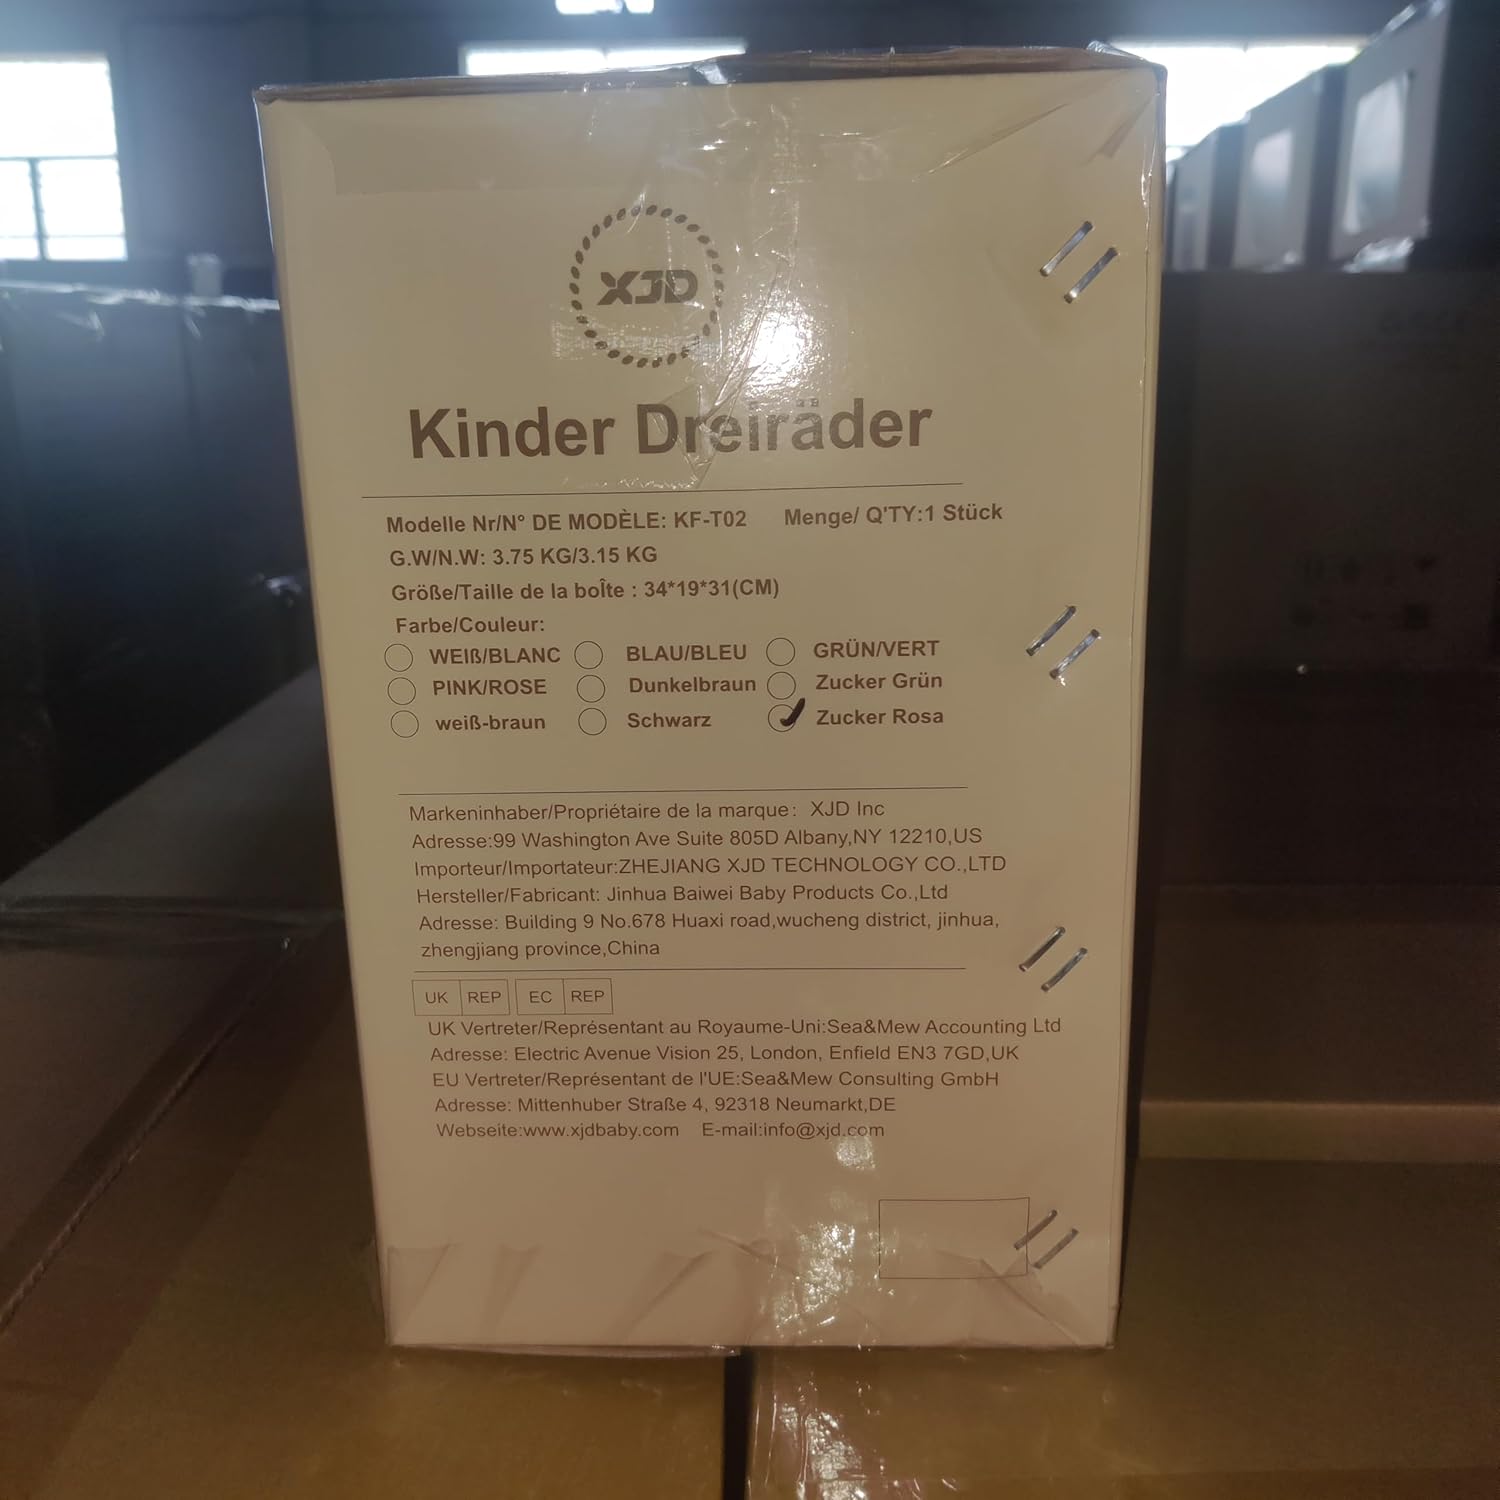 XJD
Kinder Dreiräder
Modelle Nr/N° DE MODÈLE: KF-T02 Menge/ Q'TY:1 Stück
G.W/N.W: 3.75 KG/3.15 KG
Größe/Taille de la boÎte : 34*19*31(CM)
Farbe/Couleur:
WEIß/BLANC BLAU/BLEU GRÜN/VERT
PINK/ROSE Dunkelbraun Zucker Grün
weiß-braun Schwarz Zucker Rosa
Markeninhaber/Propriétaire de la marque: XJD Inc
Adresse:99 Washington Ave Suite 805D Albany,NY 12210,US
Importeur/Importateur:ZHEJIANG XJD TECHNOLOGY CO.,LTD
Hersteller/Fabricant: Jinhua Baiwei Baby Products Co.,Ltd
Adresse: Building 9 No.678 Huaxi road,wucheng district, jinhua,
zhengjiang province,China
UK REP EC REP
UK Vertreter/Représentant au Royaume-Uni:Sea&Mew Accounting Ltd
Adresse: Electric Avenue Vision 25, London, Enfield EN3 7GD,UK
EU Vertreter/Représentant de l'UE:Sea&Mew Consulting GmbH
Adresse: Mittenhuber Straße 4, 92318 Neumarkt,DE
Webseite:www.xjdbaby.com E-mail:info@xjd.com